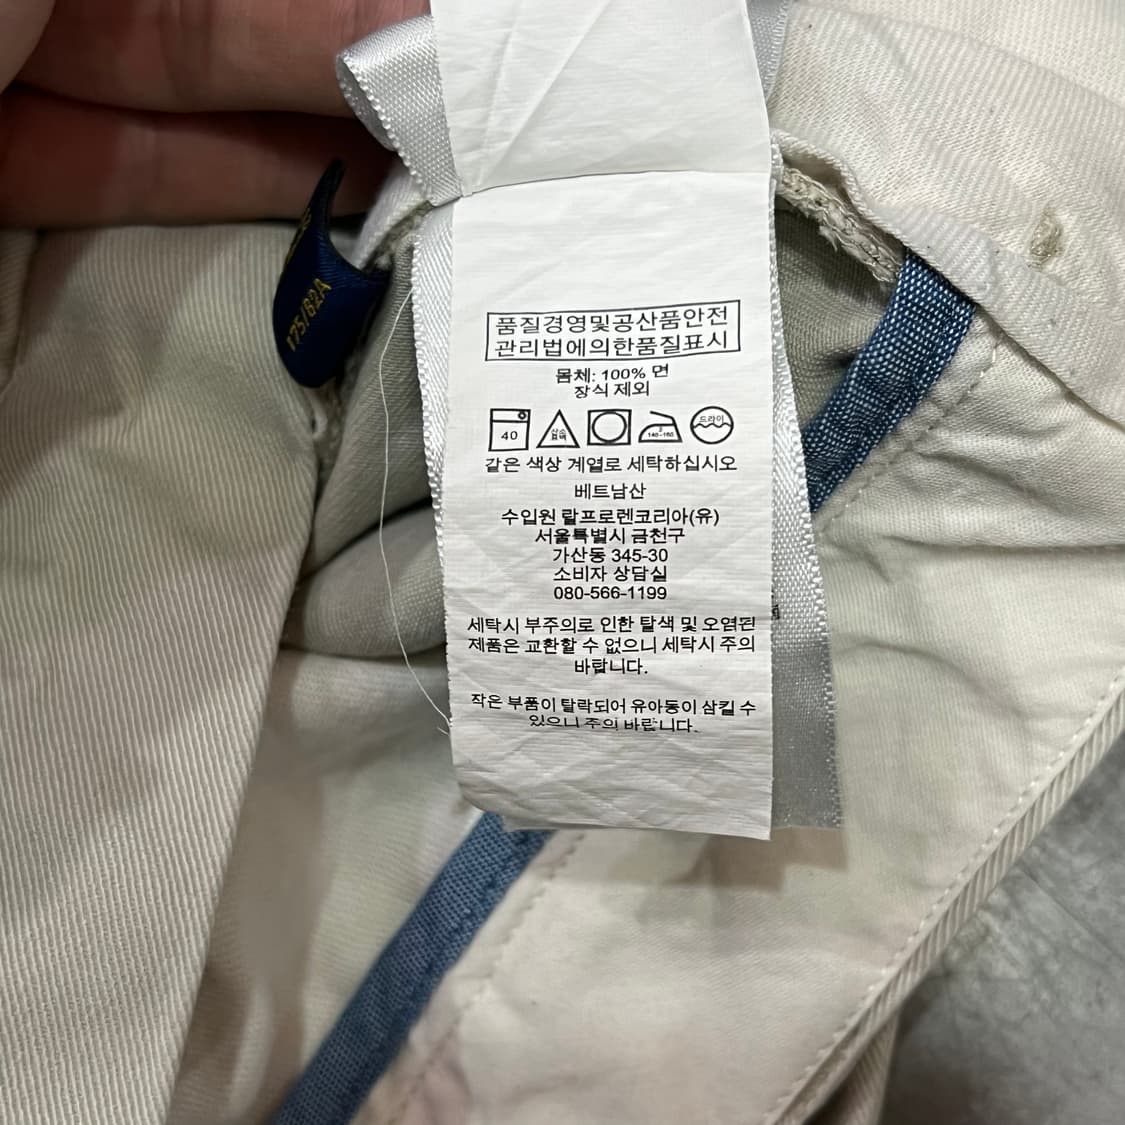 175/82A
품질경영및공산품안전
관리법에의한품질표시
몸체: 100% 면
장식 제외
40
산소
표백
2
140-160
드라이
같은 색상 계열로 세탁하십시오
베트남산
수입원 랄프로렌코리아(유)
서울특별시 금천구
가산동 345-30
소비자 상담실
080-566-1199
세탁시 부주의로 인한 탈색 및 오염된
제품은 교환할 수 없으니 세탁시 주의
바랍니다.
작은 부품이 탈락되어 유아동이 삼킬 수
있으니 주의 바랍니다.